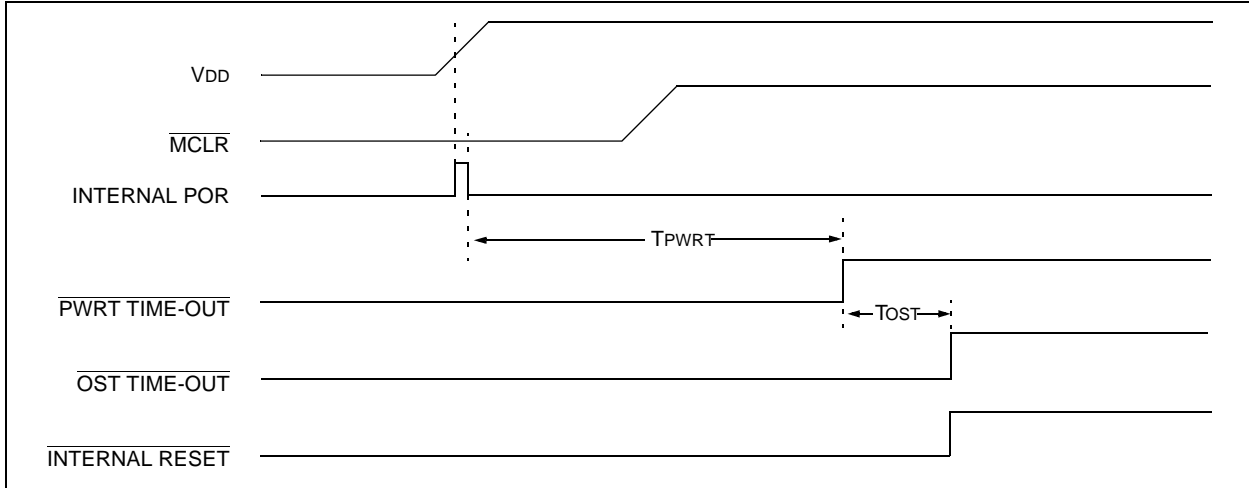 VDD
MCLR
INTERNAL POR
TPWRT
PWRT TIME-OUT
TOST
OST TIME-OUT
INTERNAL RESET